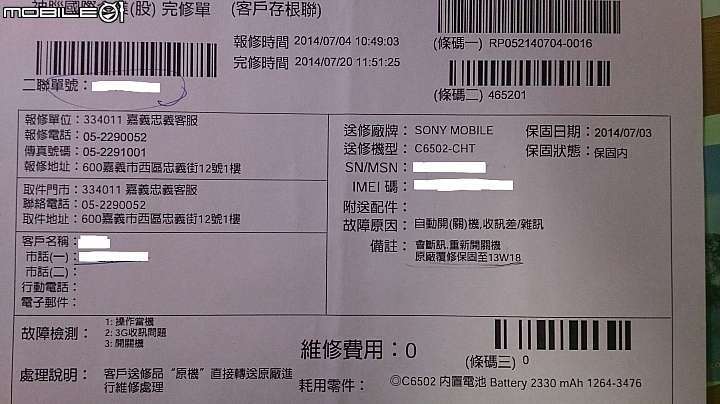 MOBILE01
神腦國際 (股) 完修單 (客戶存根聯)
報修時間 2014/07/04 10:49:03
完修時間 2014/07/20 11:51:25
(條碼一) RP052140704-0016
(條碼二) 465201
二聯單號：
報修單位：334011 嘉義忠義客服
報修電話：05-2290052
傳真號碼：05-2291001
報修地址：600嘉義市西區忠義街12號1樓
取件門市：334011 嘉義忠義客服
聯絡電話：05-2290052
取件地址：600嘉義市西區忠義街12號1樓
客戶名稱：
市話(一)：
市話(二)：
行動電話：
電子郵件：
送修廠牌：SONY MOBILE 保固日期：2014/07/03
送修機型：C6502-CHT 保固狀態：保固內
SN/MSN：
IMEI 碼：
附送配件：
故障原因：自動開(關)機,收訊差/雜訊
備註：會斷訊.重新開關機
原廠覆修保固至13W18
故障檢測：1: 操作當機
2: 3G收訊問題
3: 開關機
維修費用：0
(條碼三) 0
處理說明：客戶送修品“原機”直接轉送原廠進
行維修處理
耗用零件：◎C6502 內置電池 Battery 2330 mAh 1264-3476